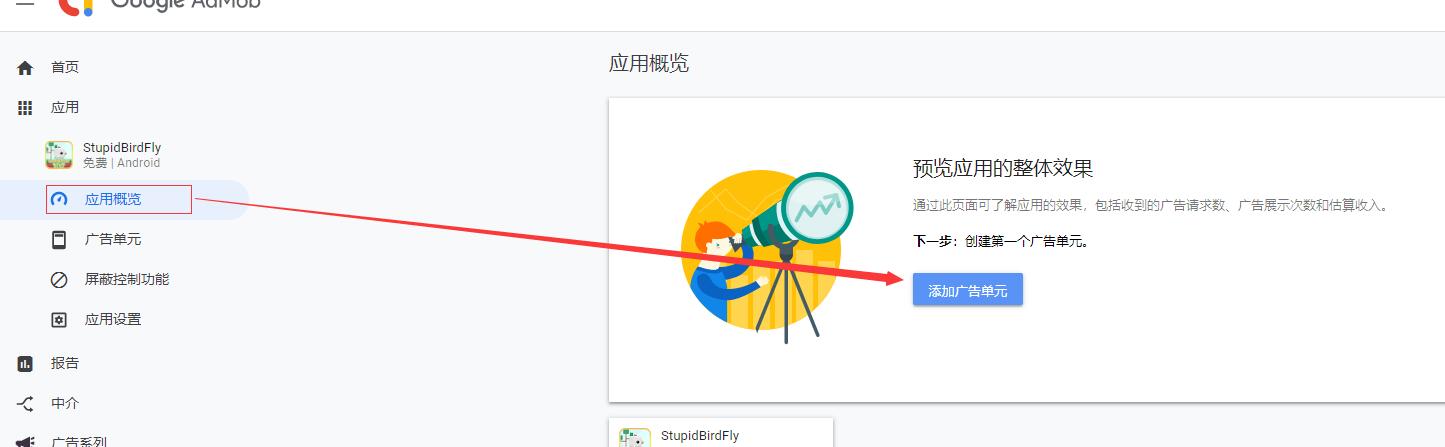 Google AdMob
首页
应用
StupidBirdFly
免费 | Android
应用概览
广告单元
屏蔽控制功能
应用设置
报告
中介
广告系列
应用概览
预览应用的整体效果
通过此页面可了解应用的效果，包括收到的广告请求数、广告展示次数和估算收入。
下一步：创建第一个广告单元。
添加广告单元
StupidBirdFly